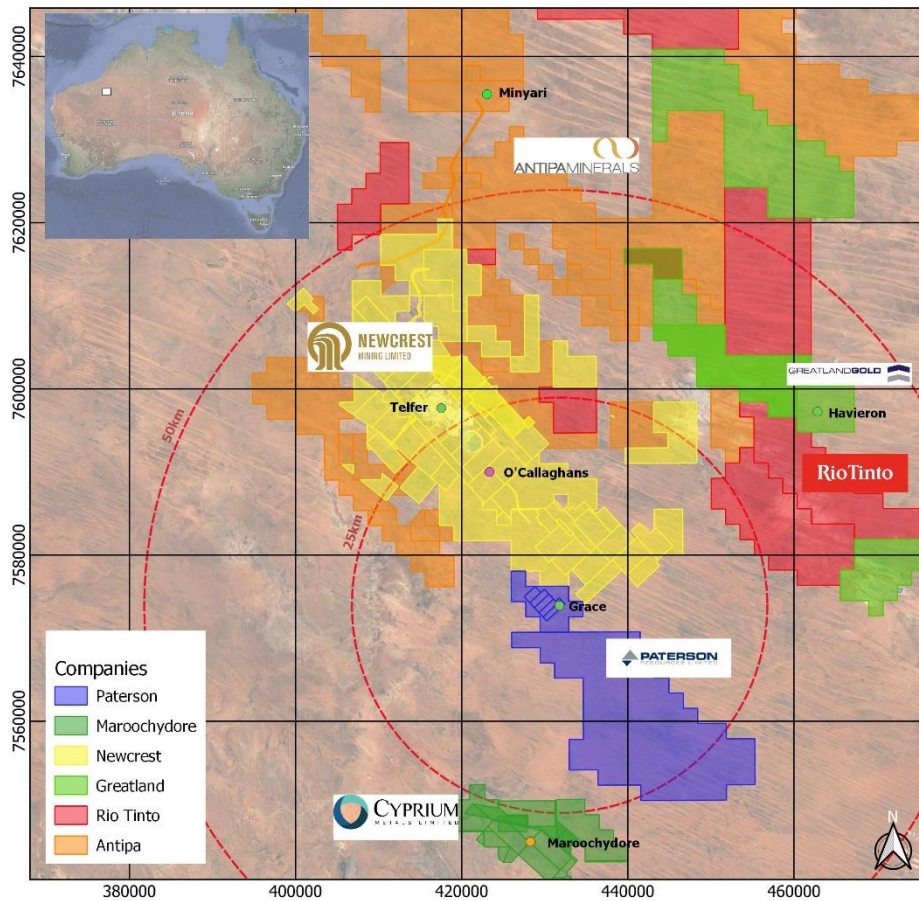 7640000
7620000
7600000
7580000
7560000
380000
400000
420000
440000
460000
Minyari
ANTIPAMINERALS
NEWCREST
MINING LIMITED
50km
GREATLANDGOLD
Telfer
Havieron
O'Callaghans
RioTinto
25km
Grace
PATERSON
RESOURCES LIMITED
Companies
Paterson
Maroochydore
Newcrest
Greatland
Rio Tinto
Antipa
CYPRIUM
METALS LIMITED
Maroochydore
N